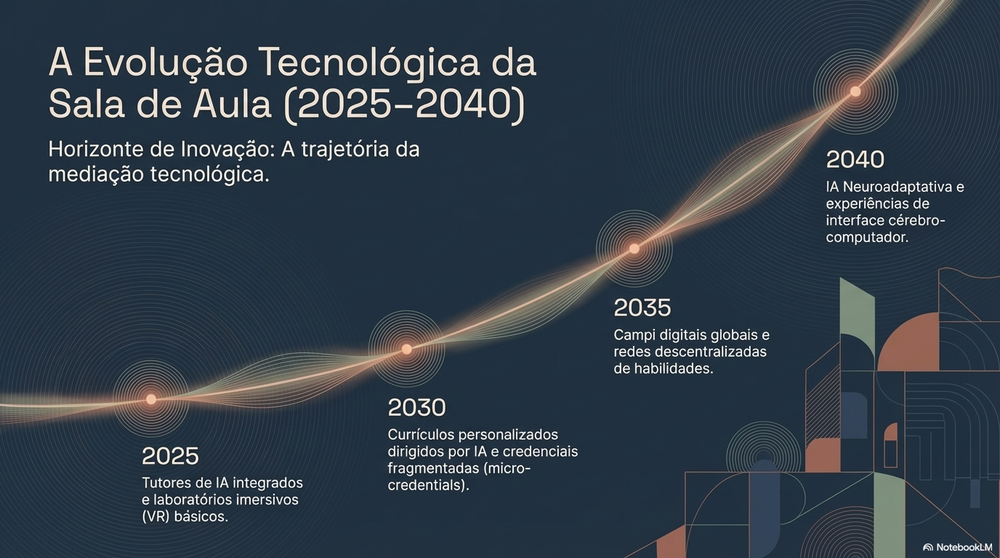 A Evolução Tecnológica da
Sala de Aula (2025–2040)
Horizonte de Inovação: A trajetória da
mediação tecnológica.
2025
Tutores de IA integrados
e laboratórios imersivos
(VR) básicos.
2030
Currículos personalizados
dirigidos por IA e credenciais
fragmentadas (micro-
credentials).
2035
Campi digitais globais e
redes descentralizadas
de habilidades.
2040
IA Neuroadaptativa e
experiências de
interface cérebro-
computador.
NotebookLM